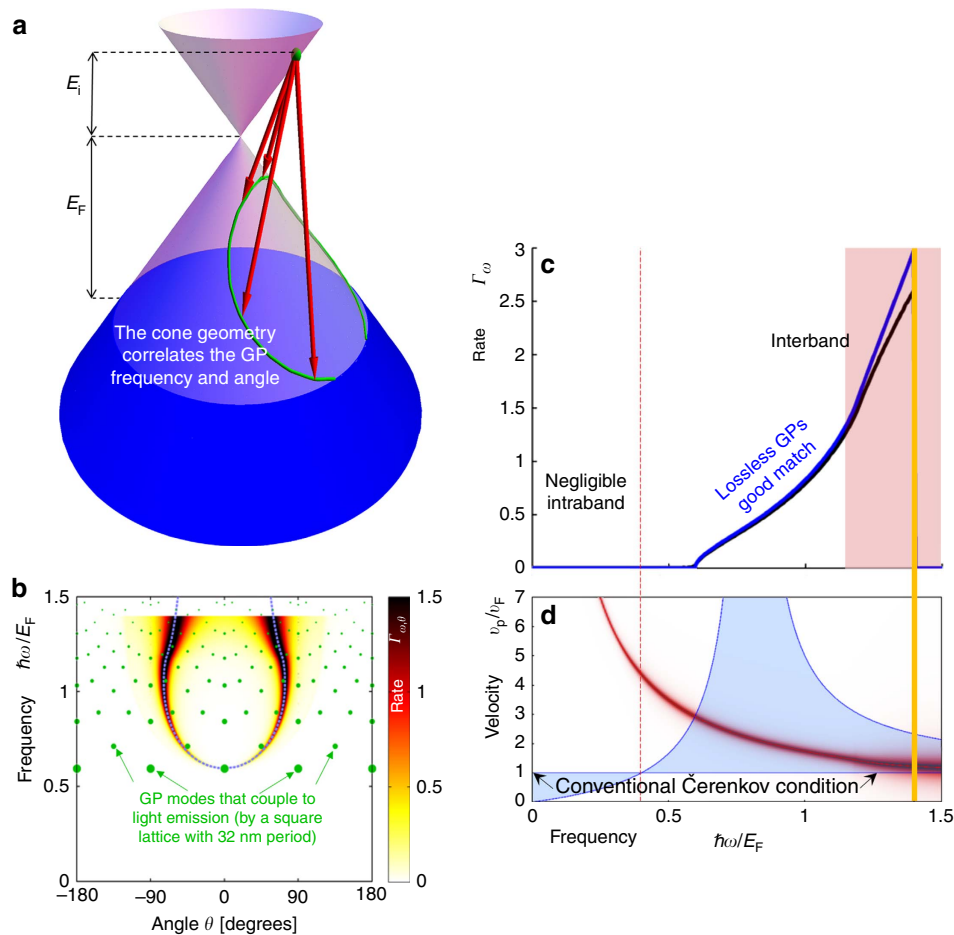 a
E_i
E_F
The cone geometry
correlates the GP
frequency and angle
b
Frequency ℏω/E_F
1.5
1
0.5
0
−180
−90
0
90
180
Angle θ [degrees]
GP modes that couple to
light emission (by a square
lattice with 32 nm period)
1.5
1
0.5
0
Rate Γ_ω,θ
c
Rate Γ_ω
3
2.5
2
1.5
1
0.5
0
Interband
Lossless GPs
good match
Negligible
intraband
d
Velocity v_p/v_F
7
6
5
4
3
2
1
0
Conventional Čerenkov condition
0
0.5
1
1.5
Frequency ℏω/E_F